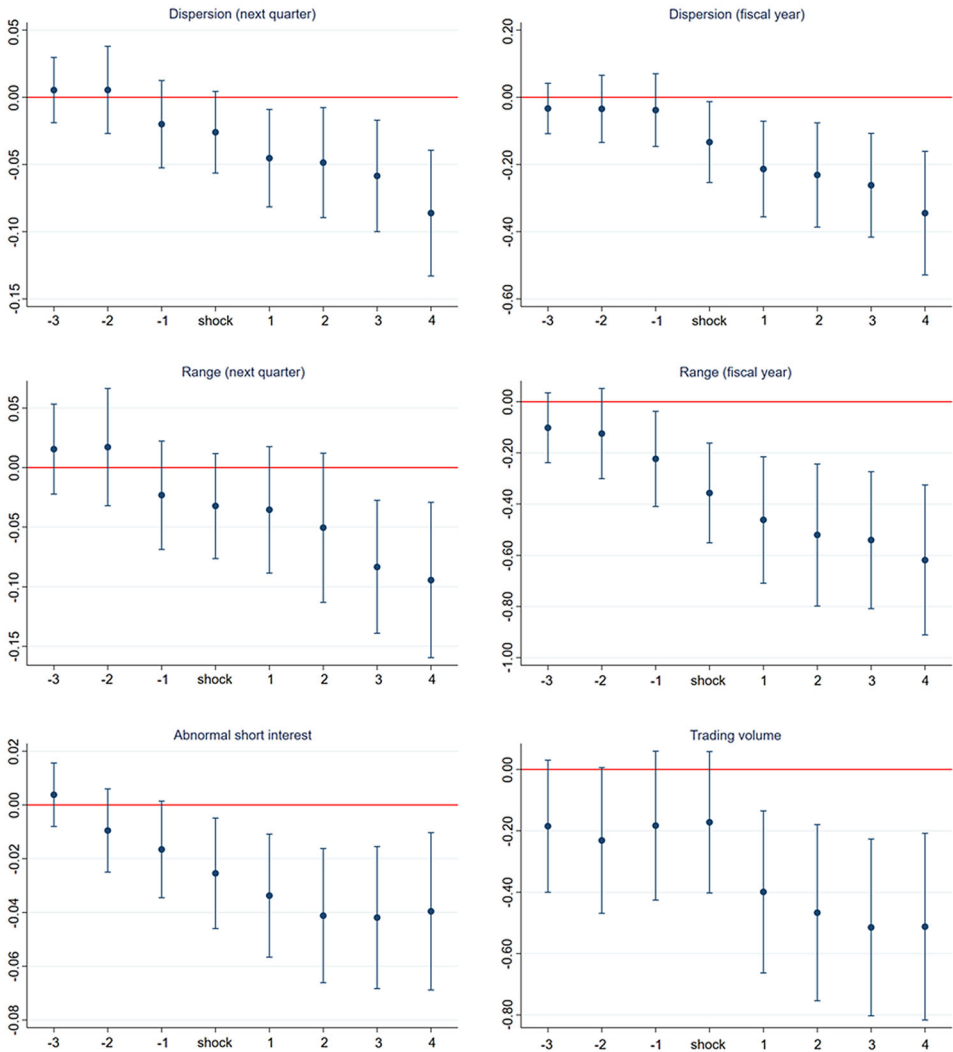 Dispersion (next quarter)
0.05
0.00
-0.05
-0.10
-0.15
-3 -2 -1 shock 1 2 3 4
Dispersion (fiscal year)
0.20
0.00
-0.20
-0.40
-0.60
-3 -2 -1 shock 1 2 3 4
Range (next quarter)
0.05
0.00
-0.05
-0.10
-0.15
-3 -2 -1 shock 1 2 3 4
Range (fiscal year)
0.00
-0.20
-0.40
-0.60
-0.80
-1.00
-3 -2 -1 shock 1 2 3 4
Abnormal short interest
0.02
0.00
-0.02
-0.04
-0.06
-0.08
-3 -2 -1 shock 1 2 3 4
Trading volume
0.00
-0.20
-0.40
-0.60
-0.80
-3 -2 -1 shock 1 2 3 4